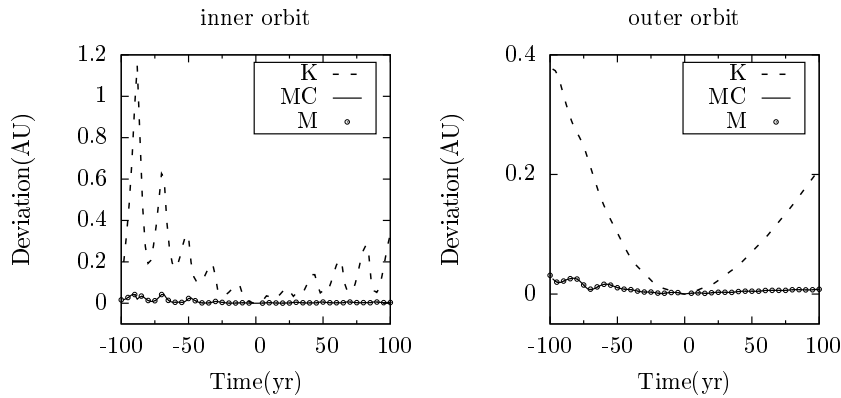 inner orbit
Deviation(AU)
1.2
1
0.8
0.6
0.4
0.2
0
K
MC
M
-100
-50
0
50
100
Time(yr)
outer orbit
Deviation(AU)
0.4
0.2
0
K
MC
M
-100
-50
0
50
100
Time(yr)